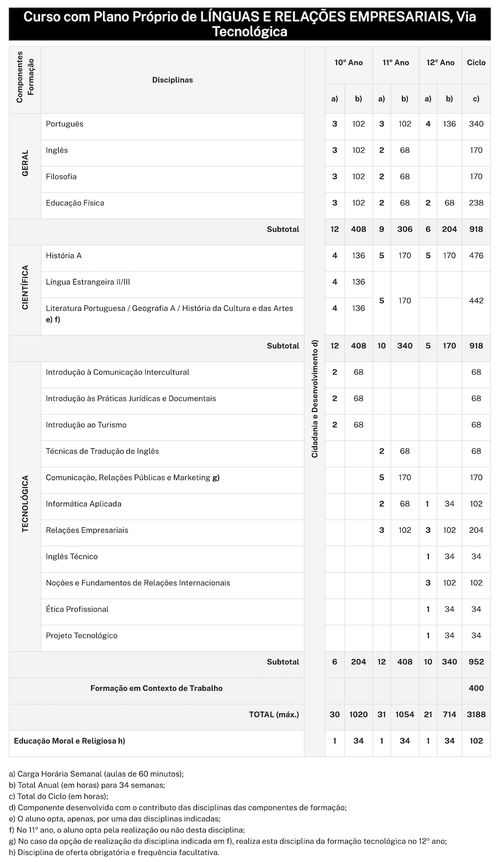 Curso com Plano Próprio de LÍNGUAS E RELAÇÕES EMPRESARIAIS, Via
Tecnológica
Componentes
Formação
Disciplinas
Cidadania e Desenvolvimento d)
10º Ano 11º Ano 12º Ano Ciclo
a) b) a) b) a) b) c)
GERAL
Português 3 102 3 102 4 136 340
Inglês 3 102 2 68 170
Filosofia 3 102 2 68 170
Educação Física 3 102 2 68 2 68 238
Subtotal 12 408 9 306 6 204 918
CIENTÍFICA
História A 4 136 5 170 5 170 476
Língua Estrangeira II/III 4 136
5 170 442
Literatura Portuguesa / Geografia A / História da Cultura e das Artes 4 136
e) f)
Subtotal 12 408 10 340 5 170 918
TECNOLÓGICA
Introdução à Comunicação Intercultural 2 68 68
Introdução às Práticas Jurídicas e Documentais 2 68 68
Introdução ao Turismo 2 68 68
Técnicas de Tradução de Inglês 2 68 68
Comunicação, Relações Públicas e Marketing g) 5 170 170
Informática Aplicada 2 68 1 34 102
Relações Empresariais 3 102 3 102 204
Inglês Técnico 1 34 34
Noções e Fundamentos de Relações Internacionais 3 102 102
Ética Profissional 1 34 34
Projeto Tecnológico 1 34 34
Subtotal 6 204 12 408 10 340 952
Formação em Contexto de Trabalho 400
TOTAL (máx.) 30 1020 31 1054 21 714 3188
Educação Moral e Religiosa h) 1 34 1 34 1 34 102
a) Carga Horária Semanal (aulas de 60 minutos);
b) Total Anual (em horas) para 34 semanas;
c) Total do Ciclo (em horas);
d) Componente desenvolvida com o contributo das disciplinas das componentes de formação;
e) O aluno opta, apenas, por uma das disciplinas indicadas;
f) No 11º ano, o aluno opta pela realização ou não desta disciplina;
g) No caso da opção de realização da disciplina indicada em f), realiza esta disciplina da formação tecnológica no 12º ano;
h) Disciplina de oferta obrigatória e frequência facultativa.